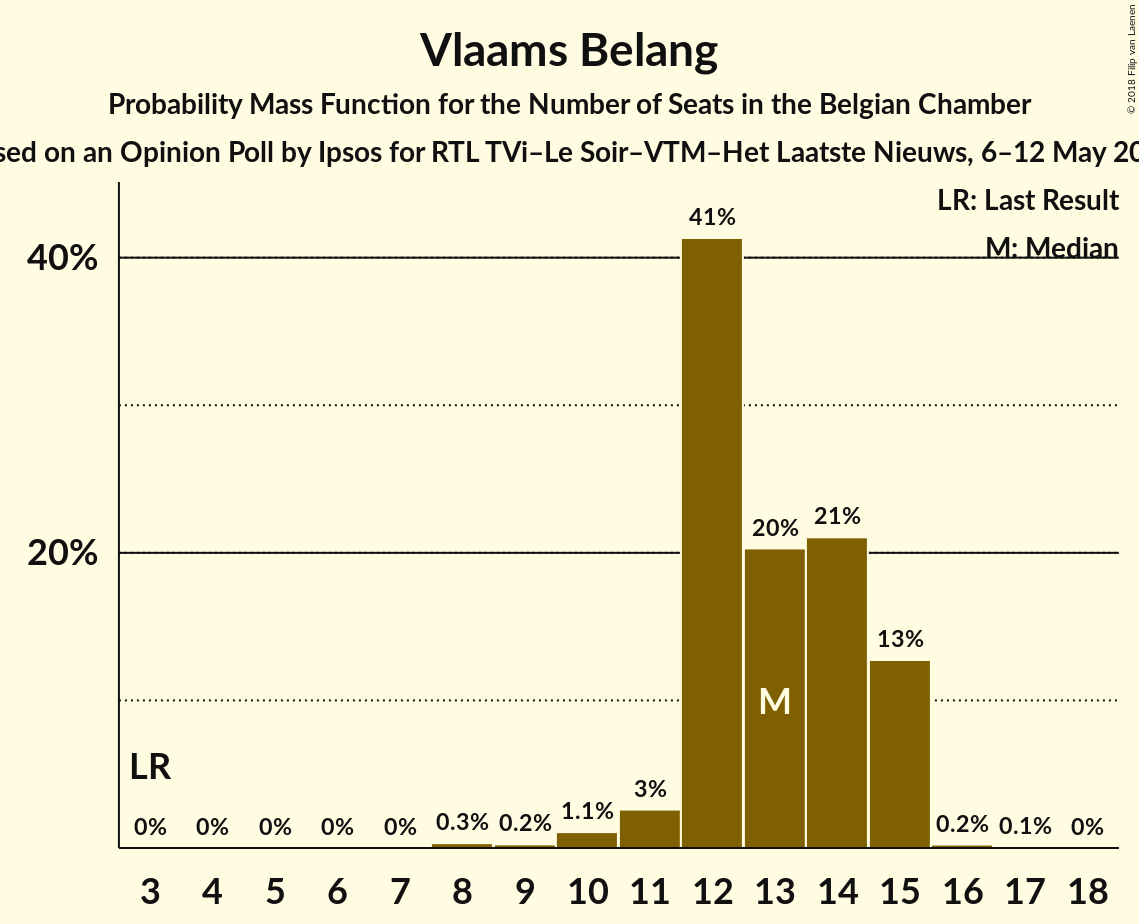 Vlaams Belang
Probability Mass Function for the Number of Seats in the Belgian Chamber
on an Opinion Poll by Ipsos for RTL TVi–Le Soir–VTM–Het Laatste Nieuws, 6–12 May
© 2018 Filip van Laenen
LR: Last Result
M: Median
40%
20%
41%
20%
21%
13%
M
LR
0%
0%
0%
0%
0%
0.3%
0.2%
1.1%
3%
0.2%
0.1%
0%
3 4 5 6 7 8 9 10 11 12 13 14 15 16 17 18